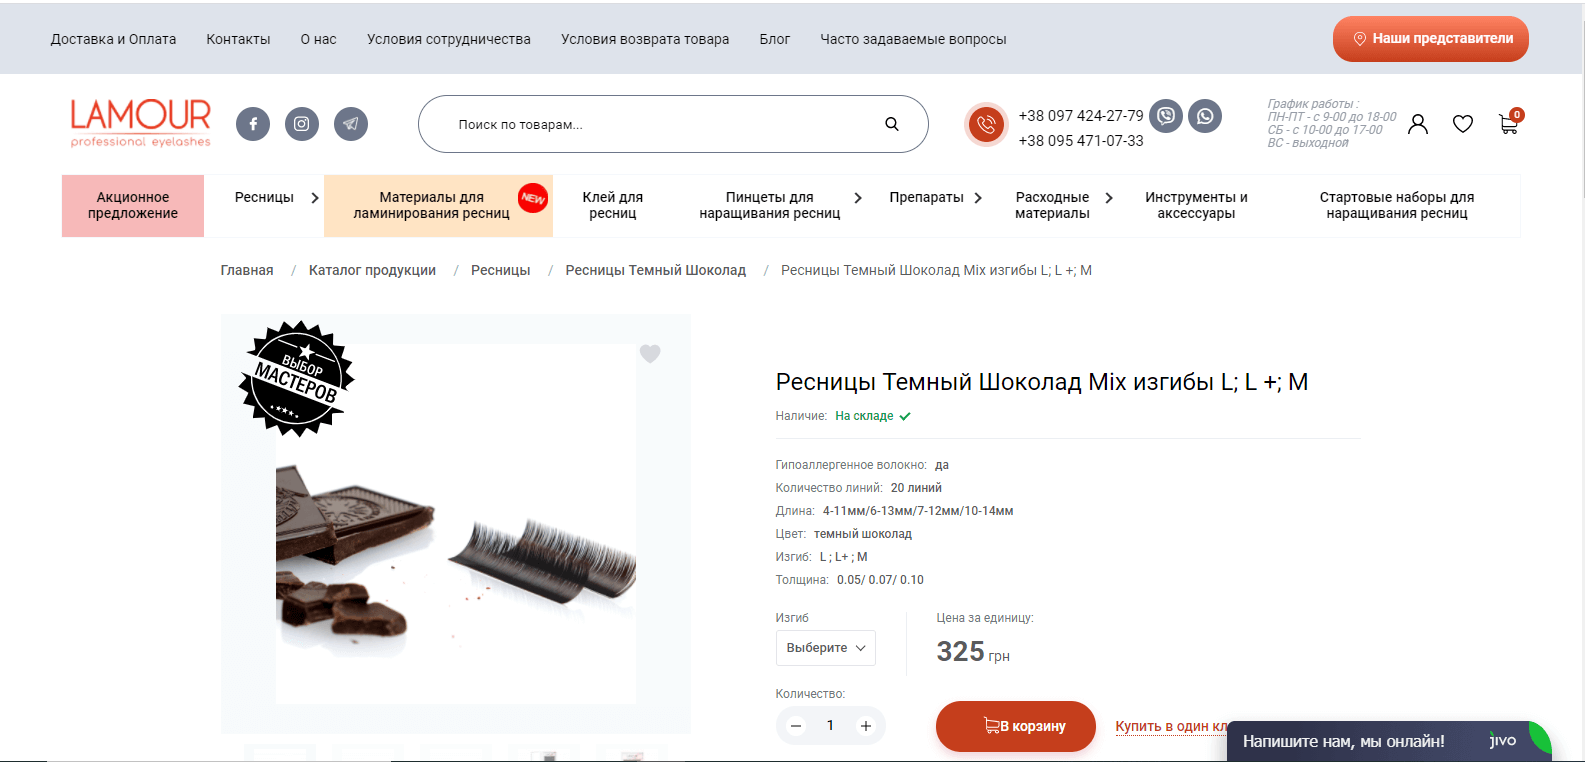 Доставка и Оплата
Контакты
О нас
Условия сотрудничества
Условия возврата товара
Блог
Часто задаваемые вопросы
Наши представители
LAMOUR
professional eyelashes
Поиск по товарам...
+38 097 424-27-79
+38 095 471-07-33
График работы :
ПН-ПТ - с 9-00 до 18-00
СБ - с 10-00 до 17-00
ВС - выходной
0
Акционное
предложение
Ресницы
Материалы для
ламинирования ресниц
NEW
Клей для
ресниц
Пинцеты для
наращивания ресниц
Препараты
Расходные
материалы
Инструменты и
аксессуары
Стартовые наборы для
наращивания ресниц
Главная / Каталог продукции / Ресницы / Ресницы Темный Шоколад / Ресницы Темный Шоколад Mix изгибы L; L +; M
ВЫБОР
МАСТЕРОВ
Ресницы Темный Шоколад Mix изгибы L; L +; M
Наличие: На складе
Гипоаллергенное волокно: да
Количество линий: 20 линий
Длина: 4-11мм/6-13мм/7-12мм/10-14мм
Цвет: темный шоколад
Изгиб: L ; L+ ; M
Толщина: 0.05/ 0.07/ 0.10
Изгиб
Выберите
Цена за единицу:
325 грн
Количество:
− 1 +
В корзину
Купить в один кл
Напишите нам, мы онлайн!
jivo